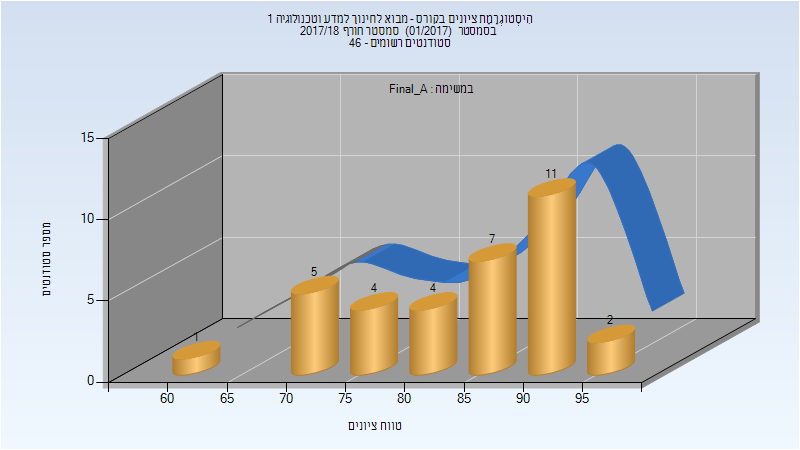 היסטוגרמת ציונים בקורס - מבוא לחינוך למדע וטכנולוגיה 1
בסמסטר (01/2017) סמסטר חורף 2017/18
סטודנטים רשומים - 46
במשימה : Final_A
מספר סטודנטים
15
10
5
0
1
5
4
4
7
11
2
60 65 70 75 80 85 90 95
טווח ציונים